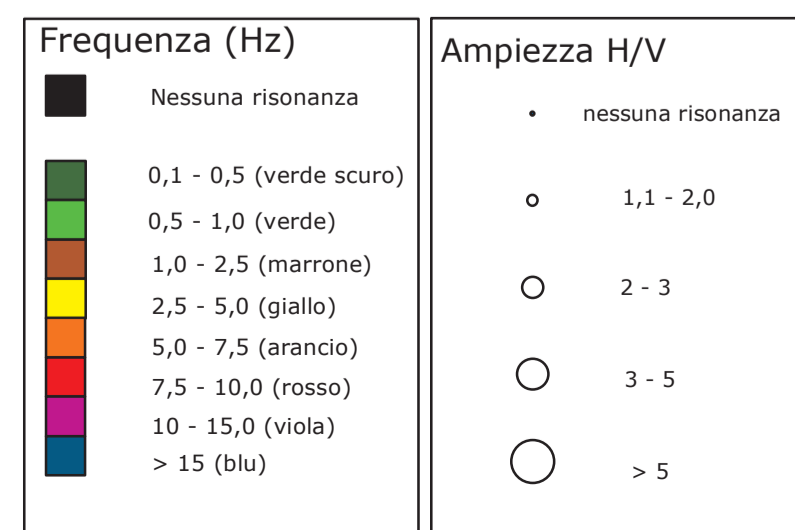 Frequenza (Hz)
Nessuna risonanza
0,1 - 0,5 (verde scuro)
0,5 - 1,0 (verde)
1,0 - 2,5 (marrone)
2,5 - 5,0 (giallo)
5,0 - 7,5 (arancio)
7,5 - 10,0 (rosso)
10 - 15,0 (viola)
> 15 (blu)
Ampiezza H/V
nessuna risonanza
1,1 - 2,0
2 - 3
3 - 5
> 5